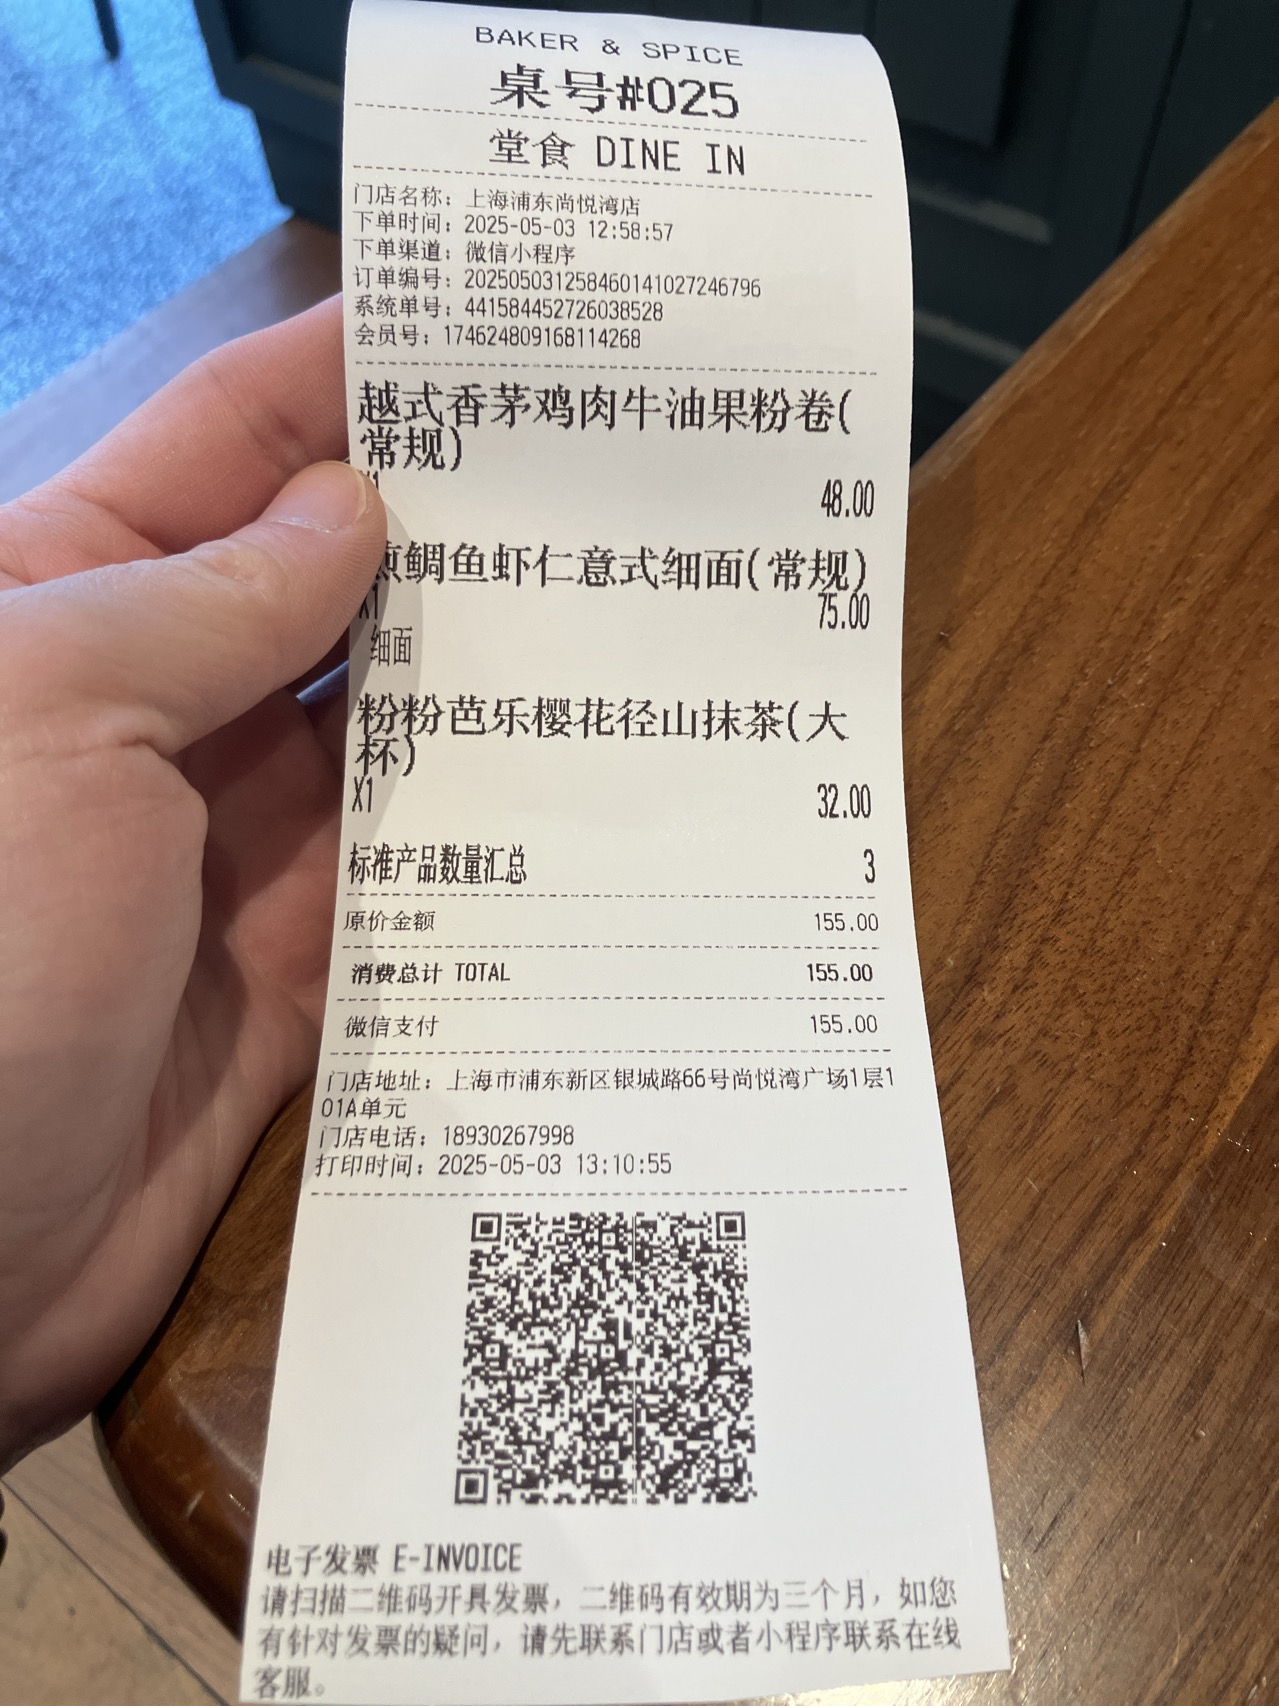 BAKER & SPICE
桌号#025
堂食 DINE IN
门店名称：上海浦东尚悦湾店
下单时间：2025-05-03 12:58:57
下单渠道：微信小程序
订单编号：2025050312584601410272467​96
系统单号：441584452726038528
会员号：174624809168114268
越式香茅鸡肉牛油果粉卷(
常规)
X1 48.00
煎鲷鱼虾仁意式细面(常规)
X1 75.00
细面
粉粉芭乐樱花径山抹茶(大
杯)
X1 32.00
标准产品数量汇总 3
原价金额 155.00
消费总计 TOTAL 155.00
微信支付 155.00
门店地址：上海市浦东新区银城路66号尚悦湾广场1层1
01A单元
门店电话：18930267998
打印时间：2025-05-03 13:10:55
电子发票 E-INVOICE
请扫描二维码开具发票，二维码有效期为三个月，如您
有针对发票的疑问，请先联系门店或者小程序联系在线
客服。